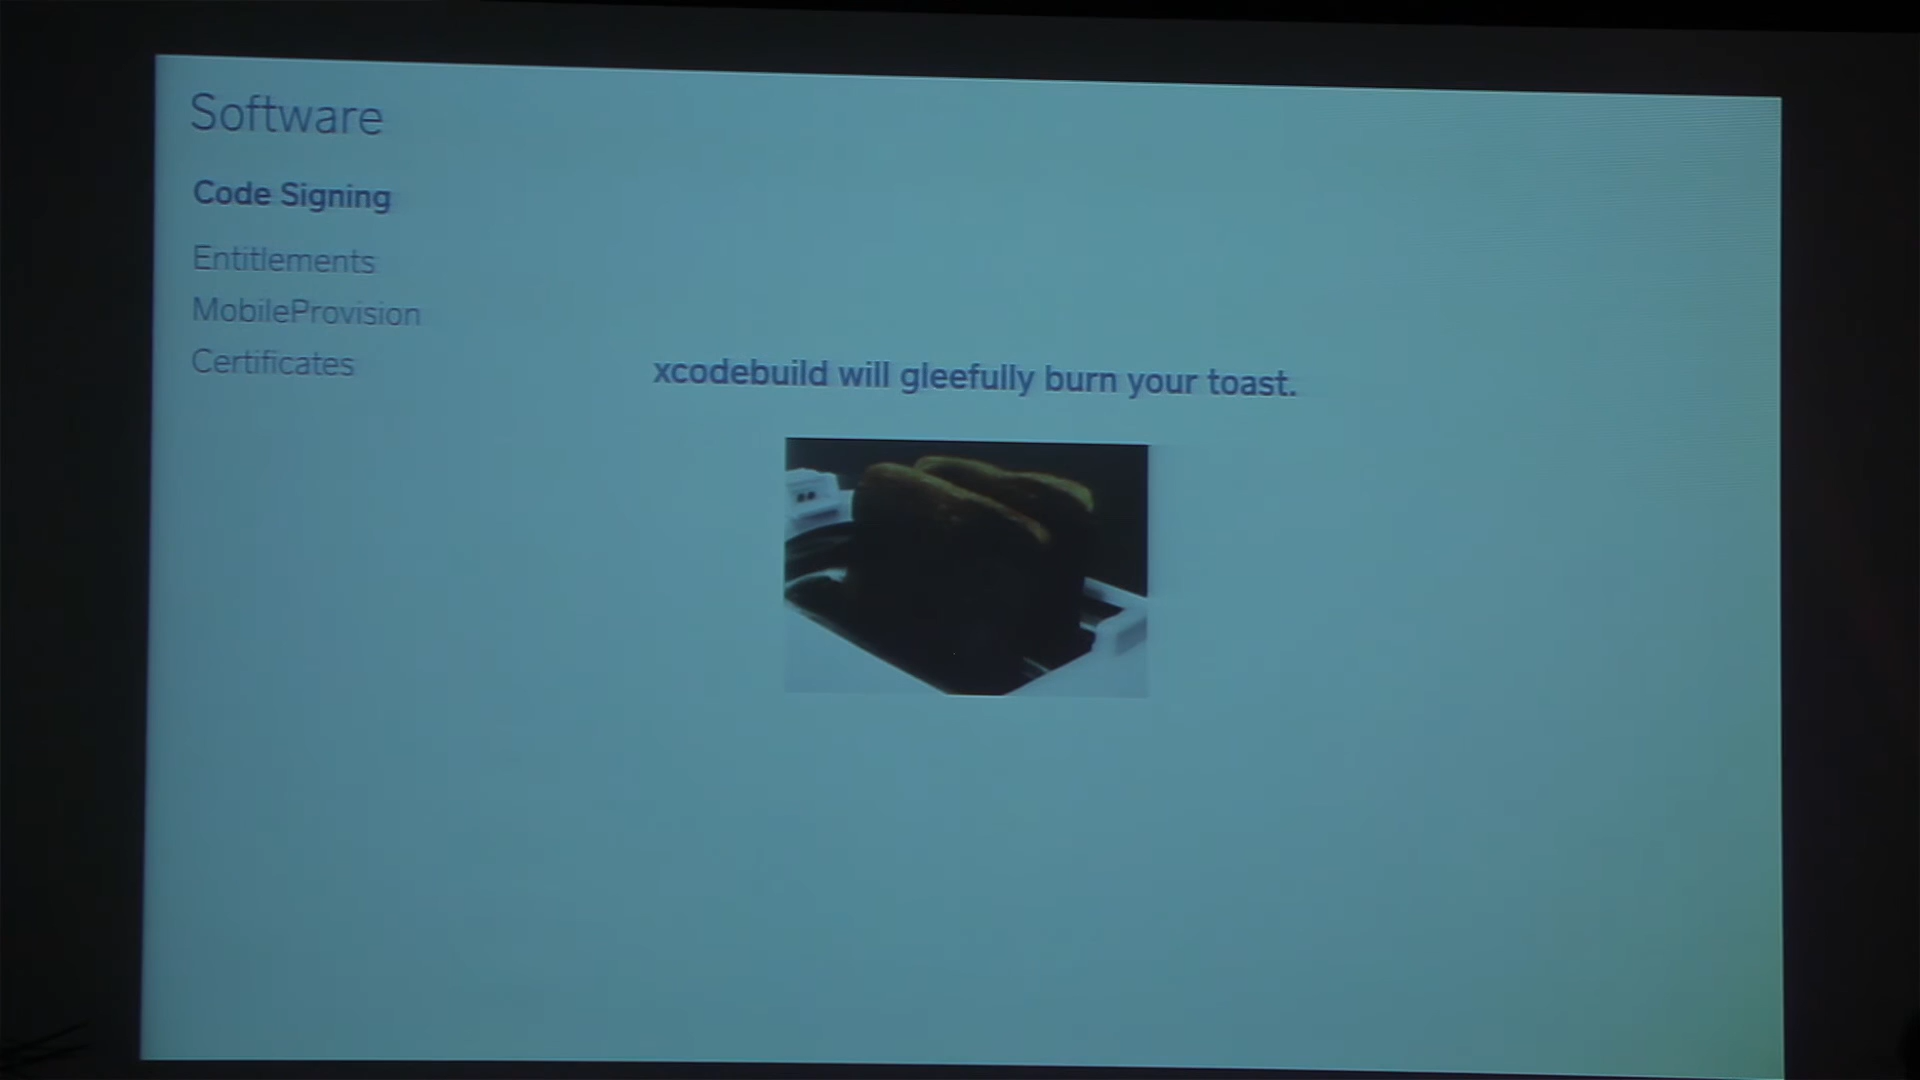 Software
Code Signing
Entitlements
MobileProvision
Certificates
xcodebuild will gleefully burn your toast.